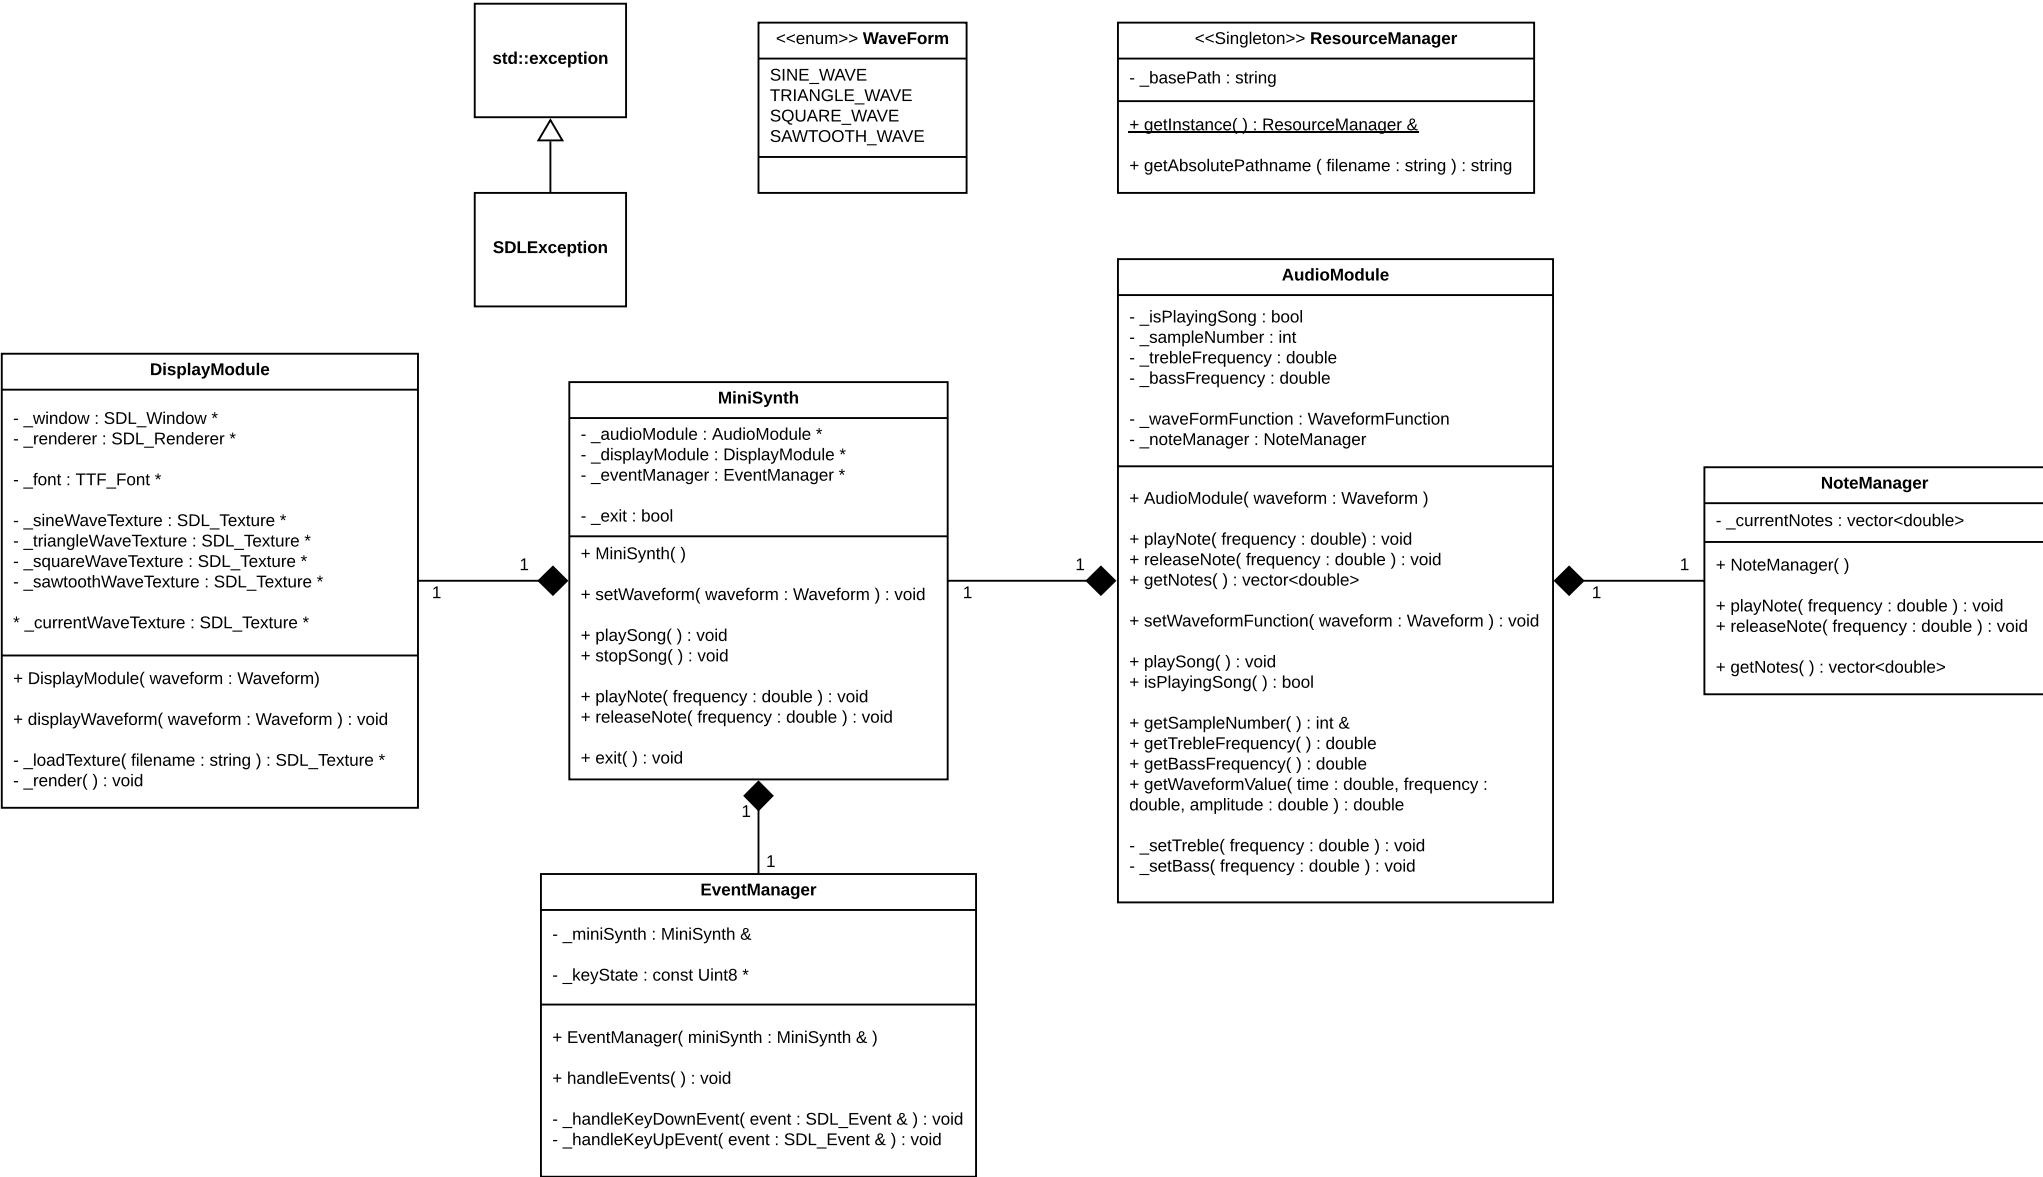 std::exception
SDLException
<<enum>> WaveForm
SINE_WAVE
TRIANGLE_WAVE
SQUARE_WAVE
SAWTOOTH_WAVE
<<Singleton>> ResourceManager
- _basePath : string
+ getInstance( ) : ResourceManager &
+ getAbsolutePathname ( filename : string ) : string
DisplayModule
- _window : SDL_Window *
- _renderer : SDL_Renderer *
- _font : TTF_Font *
- _sineWaveTexture : SDL_Texture *
- _triangleWaveTexture : SDL_Texture *
- _squareWaveTexture : SDL_Texture *
- _sawtoothWaveTexture : SDL_Texture *
* _currentWaveTexture : SDL_Texture *
+ DisplayModule( waveform : Waveform)
+ displayWaveform( waveform : Waveform ) : void
- _loadTexture( filename : string ) : SDL_Texture *
- _render( ) : void
1
1
MiniSynth
- _audioModule : AudioModule *
- _displayModule : DisplayModule *
- _eventManager : EventManager *
- _exit : bool
+ MiniSynth( )
+ setWaveform( waveform : Waveform ) : void
+ playSong( ) : void
+ stopSong( ) : void
+ playNote( frequency : double ) : void
+ releaseNote( frequency : double ) : void
+ exit( ) : void
1
1
1
1
EventManager
- _miniSynth : MiniSynth &
- _keyState : const Uint8 *
+ EventManager( miniSynth : MiniSynth & )
+ handleEvents( ) : void
- _handleKeyDownEvent( event : SDL_Event & ) : void
- _handleKeyUpEvent( event : SDL_Event & ) : void
AudioModule
- _isPlayingSong : bool
- _sampleNumber : int
- _trebleFrequency : double
- _bassFrequency : double
- _waveFormFunction : WaveformFunction
- _noteManager : NoteManager
+ AudioModule( waveform : Waveform )
+ playNote( frequency : double) : void
+ releaseNote( frequency : double ) : void
+ getNotes( ) : vector<double>
+ setWaveformFunction( waveform : Waveform ) : void
+ playSong( ) : void
+ isPlayingSong( ) : bool
+ getSampleNumber( ) : int &
+ getTrebleFrequency( ) : double
+ getBassFrequency( ) : double
+ getWaveformValue( time : double, frequency :
double, amplitude : double ) : double
- _setTreble( frequency : double ) : void
- _setBass( frequency : double ) : void
1
1
NoteManager
- _currentNotes : vector<double>
+ NoteManager( )
+ playNote( frequency : double ) : void
+ releaseNote( frequency : double ) : void
+ getNotes( ) : vector<double>